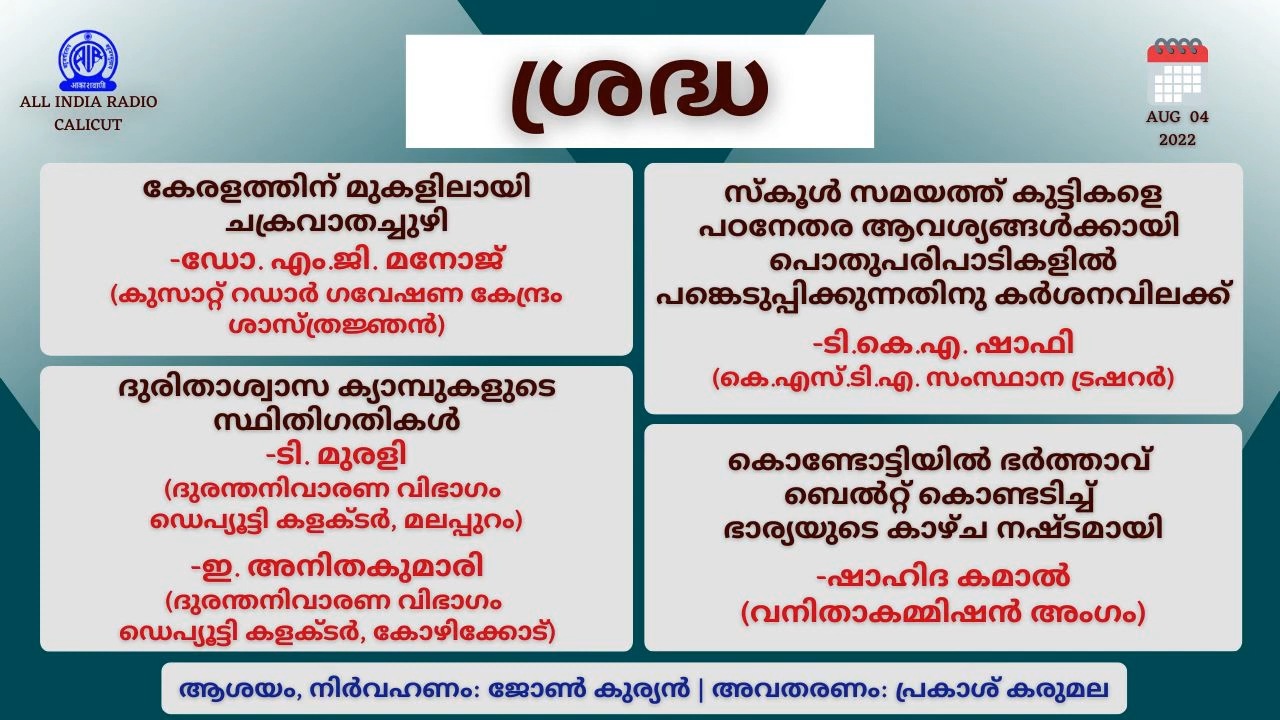 आकाशवाणी
ALL INDIA RADIO
CALICUT
ശ്രദ്ധ
AUG 04
2022
കേരളത്തിന് മുകളിലായി
ചക്രവാതച്ചുഴി
-ഡോ. എം.ജി. മനോജ്
(കുസാറ്റ് റഡാർ ഗവേഷണ കേന്ദ്രം
ശാസ്ത്രജ്ഞൻ)
ദുരിതാശ്വാസ ക്യാമ്പുകളുടെ
സ്ഥിതിഗതികൾ
-ടി. മുരളി
(ദുരന്തനിവാരണ വിഭാഗം
ഡെപ്യൂട്ടി കളക്ടർ, മലപ്പുറം)
-ഇ. അനിതകുമാരി
(ദുരന്തനിവാരണ വിഭാഗം
ഡെപ്യൂട്ടി കളക്ടർ, കോഴിക്കോട്)
സ്കൂൾ സമയത്ത് കുട്ടികളെ
പഠനേതര ആവശ്യങ്ങൾക്കായി
പൊതുപരിപാടികളിൽ
പങ്കെടുപ്പിക്കുന്നതിനു കർശനവിലക്ക്
-ടി.കെ.എ. ഷാഫി
(കെ.എസ്.ടി.എ. സംസ്ഥാന ട്രഷറർ)
കൊണ്ടോട്ടിയിൽ ഭർത്താവ്
ബെൽറ്റ് കൊണ്ടടിച്ച്
ഭാര്യയുടെ കാഴ്ച നഷ്ടമായി
-ഷാഹിദ കമാൽ
(വനിതാകമ്മിഷൻ അംഗം)
ആശയം, നിർവഹണം: ജോൺ കുര്യൻ | അവതരണം: പ്രകാശ് കരുമല